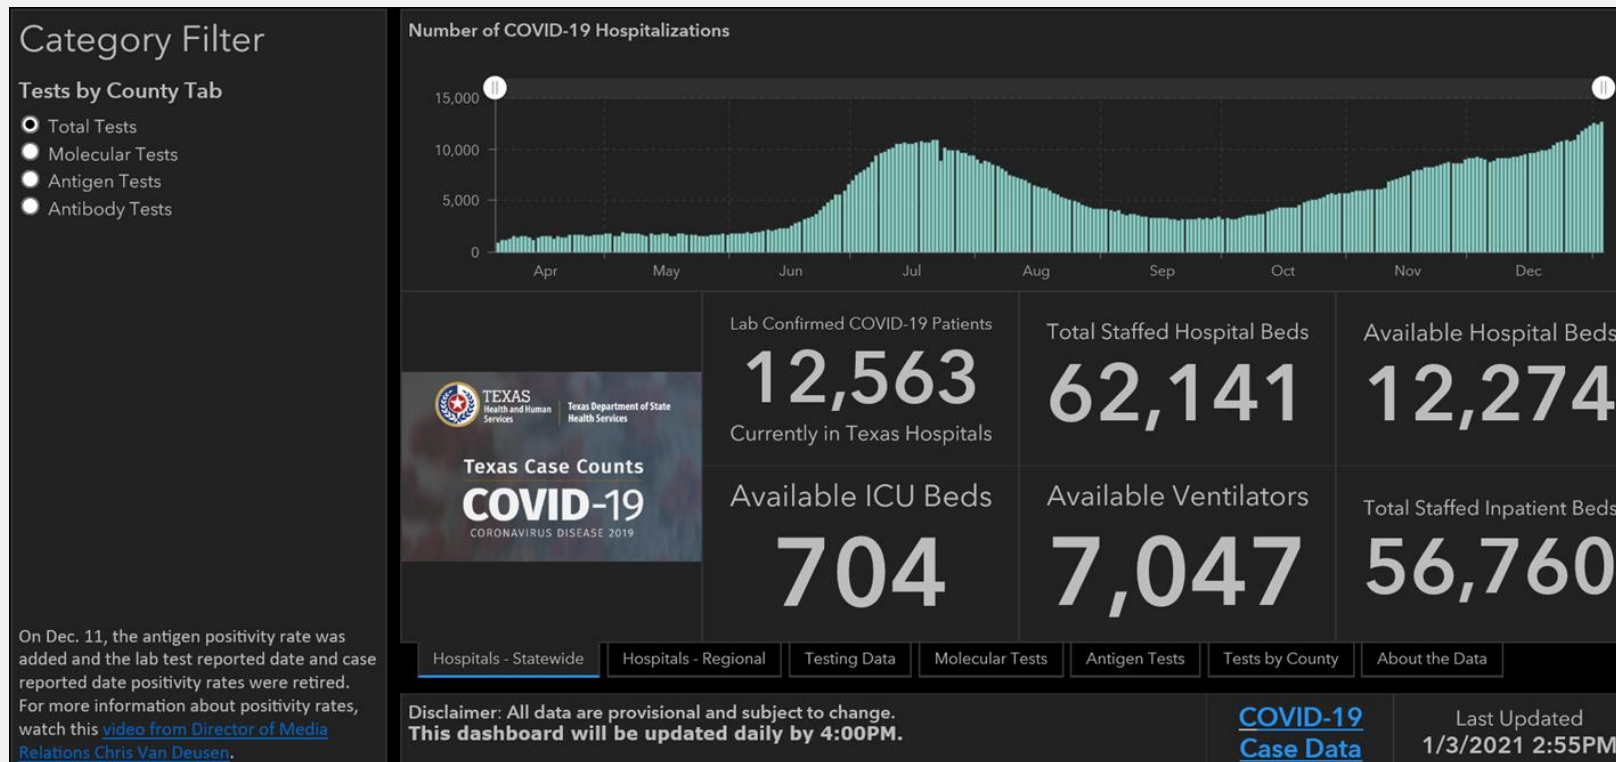 Category Filter
Tests by County Tab
Total Tests
Molecular Tests
Antigen Tests
Antibody Tests
On Dec. 11, the antigen positivity rate was
added and the lab test reported date and case
reported date positivity rates were retired.
For more information about positivity rates,
watch this video from Director of Media
Relations Chris Van Deusen.
Number of COVID-19 Hospitalizations
15,000
10,000
5,000
0
Apr May Jun Jul Aug Sep Oct Nov Dec
TEXAS
Health and Human
Services
Texas Department of State
Health Services
Texas Case Counts
COVID-19
CORONAVIRUS DISEASE 2019
Lab Confirmed COVID-19 Patients
12,563
Currently in Texas Hospitals
Total Staffed Hospital Beds
62,141
Available Hospital Beds
12,274
Available ICU Beds
704
Available Ventilators
7,047
Total Staffed Inpatient Beds
56,760
Hospitals - Statewide
Hospitals - Regional
Testing Data
Molecular Tests
Antigen Tests
Tests by County
About the Data
Disclaimer: All data are provisional and subject to change.
This dashboard will be updated daily by 4:00PM.
COVID-19
Case Data
Last Updated
1/3/2021 2:55PM